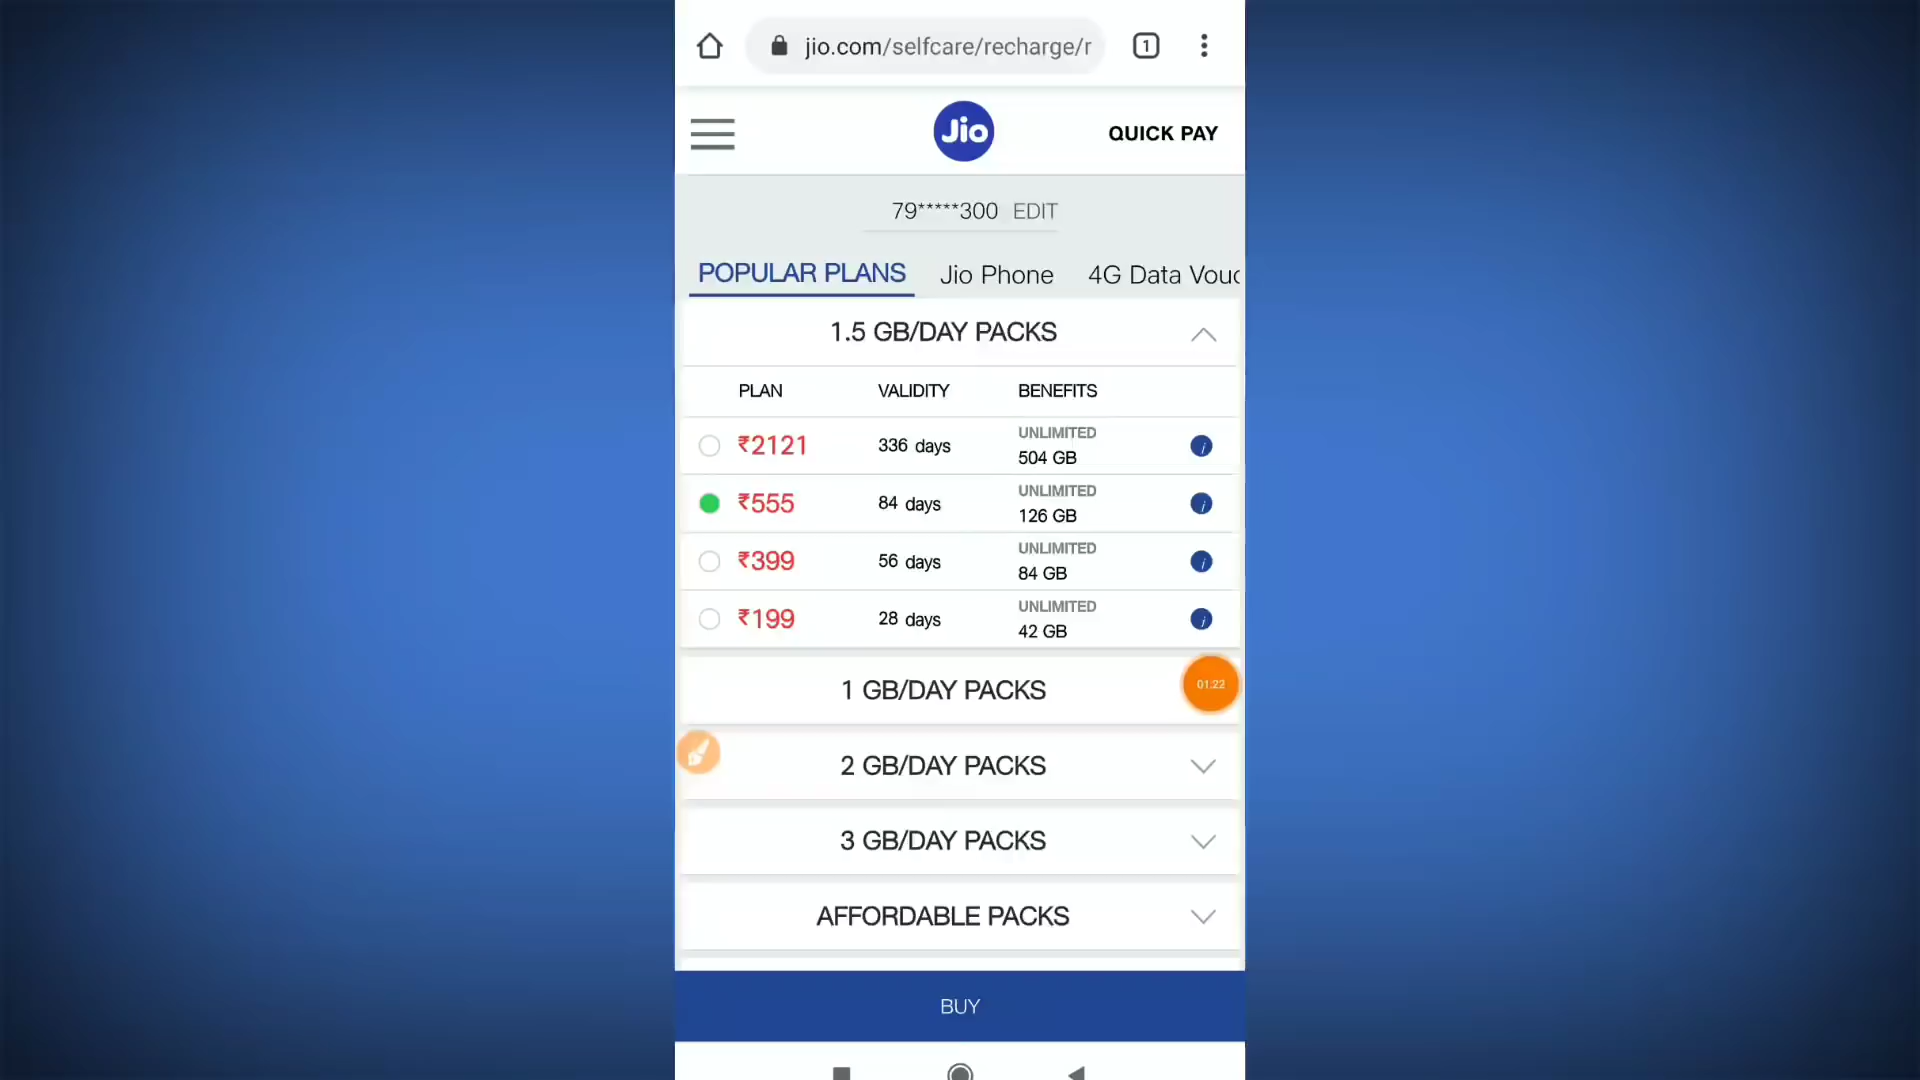 jio.com/selfcare/recharge/r
1
Jio
QUICK PAY
79*****300 EDIT
POPULAR PLANS Jio Phone 4G Data Vouc
1.5 GB/DAY PACKS
PLAN VALIDITY BENEFITS
₹2121 336 days UNLIMITED
504 GB i
₹555 84 days UNLIMITED
126 GB i
₹399 56 days UNLIMITED
84 GB i
₹199 28 days UNLIMITED
42 GB i
1 GB/DAY PACKS
01:22
2 GB/DAY PACKS
3 GB/DAY PACKS
AFFORDABLE PACKS
BUY